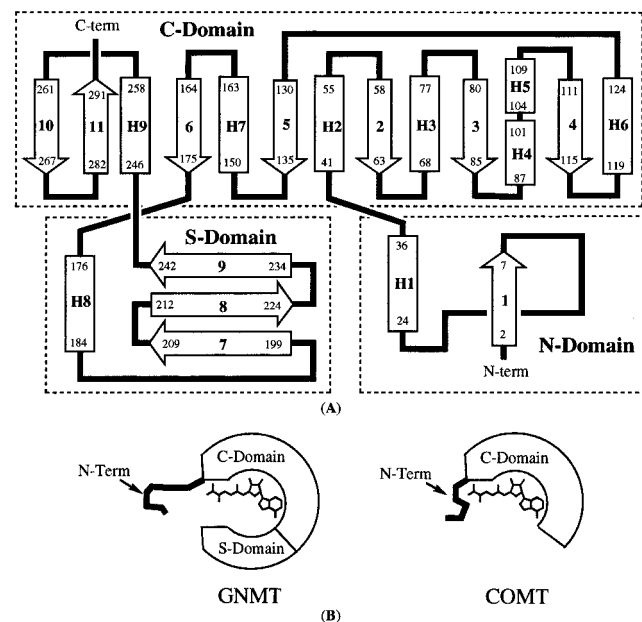 C-term
C-Domain
261 291 258 164 163 130 55 58 77 80 109 111 124
H5
104
10 11 H9 6 H7 5 H2 2 H3 3 101 4 H6
H4
267 282 246 175 150 135 41 63 68 85 87 115 119
S-Domain
176 242 9 234 36 7
H8 212 8 224 H1 1
184 209 7 199 24 2
N-Domain
N-term
(A)
N-Term C-Domain N-Term C-Domain
S-Domain
GNMT COMT
(B)